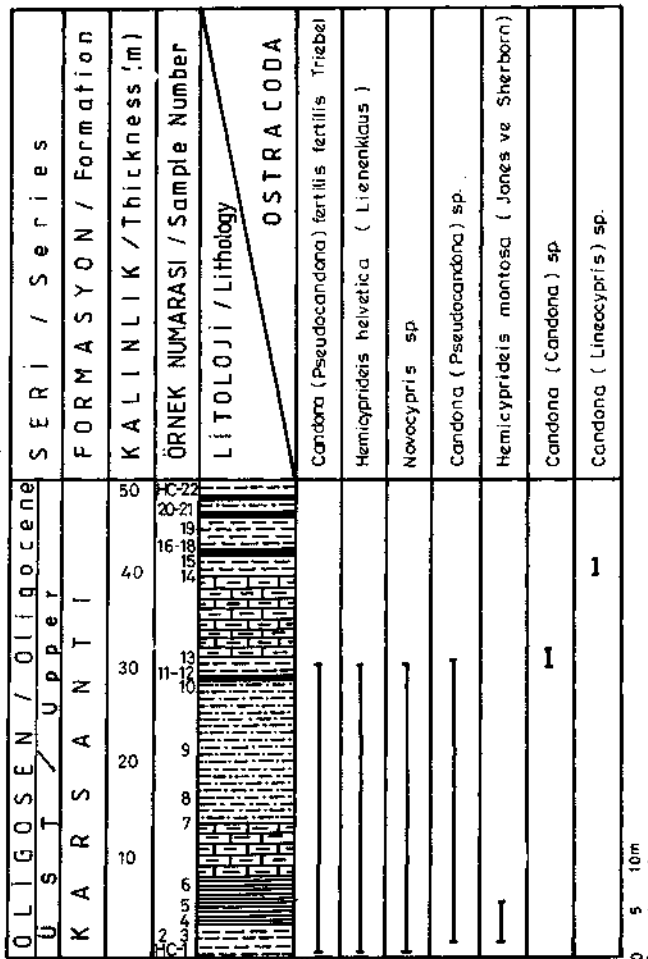 SERİ / Series
FORMASYON / Formation
KALINLIK / Thickness (m)
ÖRNEK NUMARASI / Sample Number
LİTOLOJİ / Lithology
OSTRACODA
Candona (Pseudocandona) fertilis fertilis Triebel
Hemicyprideis helvetica ( Lienenklaus )
Novocypris sp.
Candona (Pseudocandona) sp.
Hemicyprideis montosa ( Jones ve Sherborn)
Candona (Candona) sp.
Candona (Lineocypris) sp.
OLİGOSEN / Oligocene
ÜST / Upper
KARSANTI
50
40
30
20
10
HC-22
20-21
19
16-18
15
14
13
11-12
10
9
8
7
6
5
4
3
2
HC-1
10m
5
0